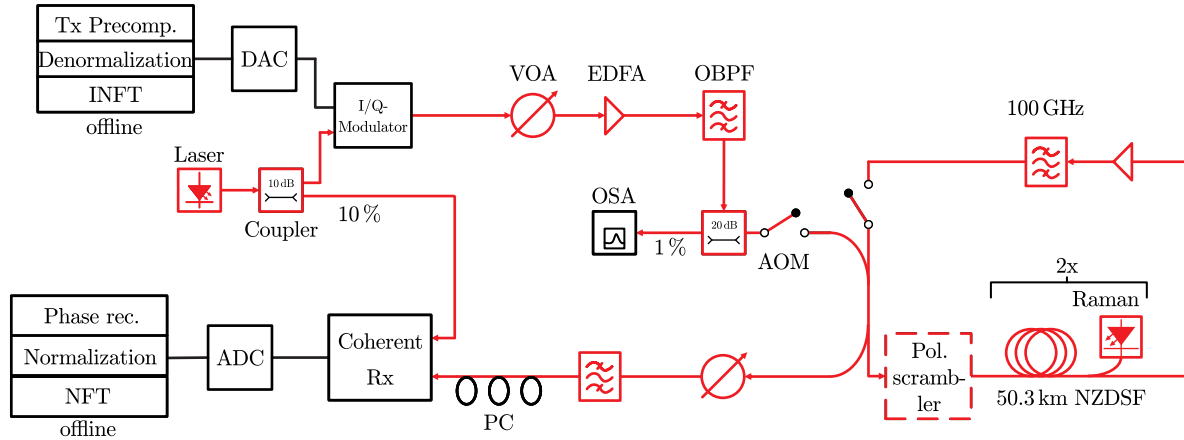 Tx Precomp.
Denormalization
INFT
offline
DAC
I/Q-
Modulator
VOA
EDFA
OBPF
100 GHz
Laser
10 dB
Coupler
10 %
OSA
1 %
20 dB
AOM
2x
Raman
Phase rec.
Normalization
NFT
offline
ADC
Coherent
Rx
PC
Pol.
scramb-
ler
50.3 km NZDSF